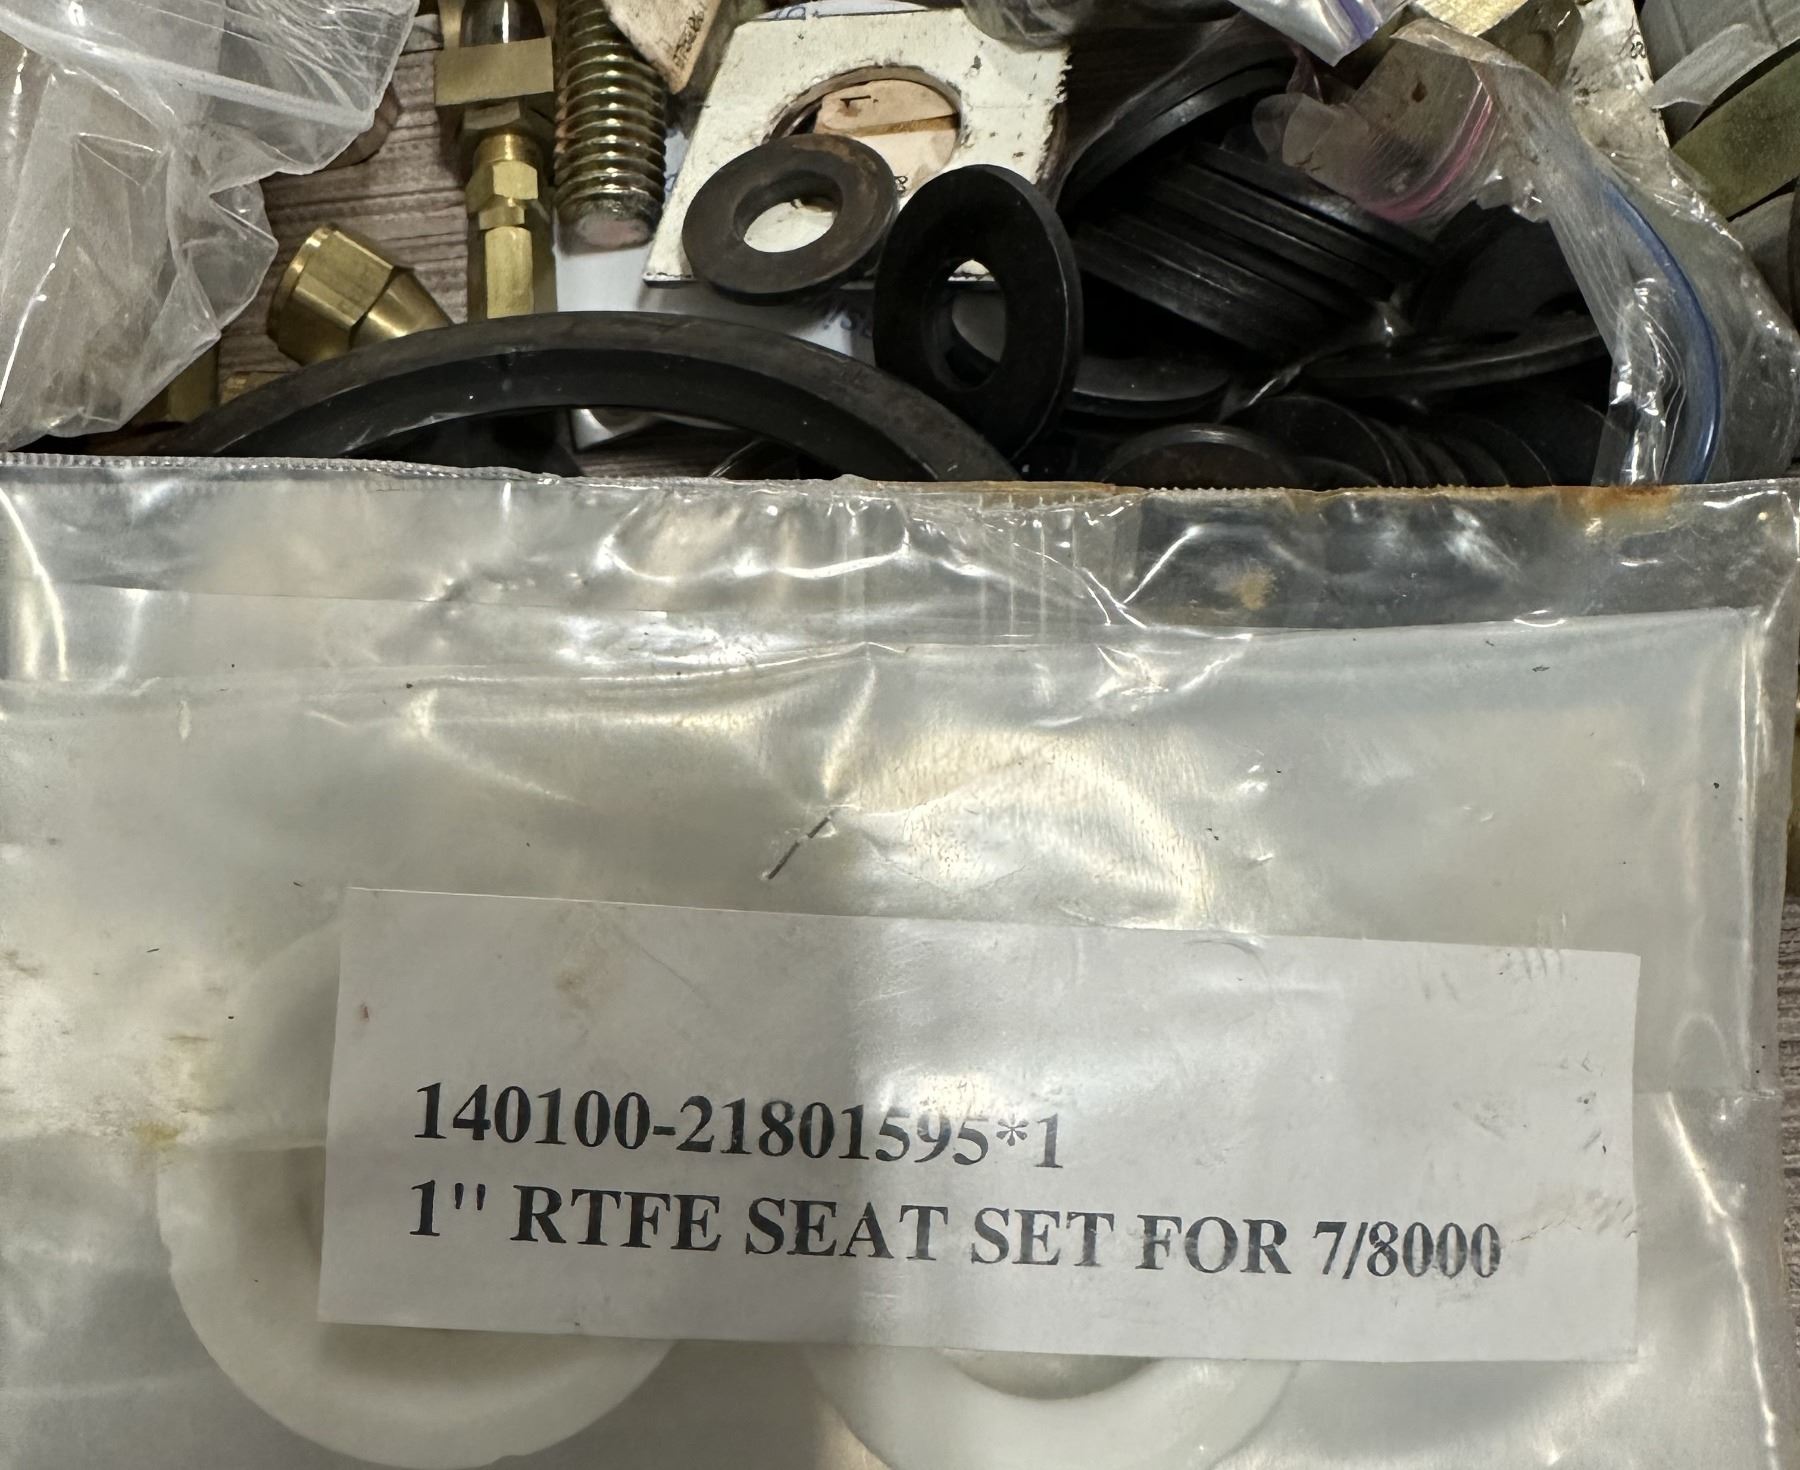 140100-21801595*1
1" RTFE SEAT SET FOR 7/8000